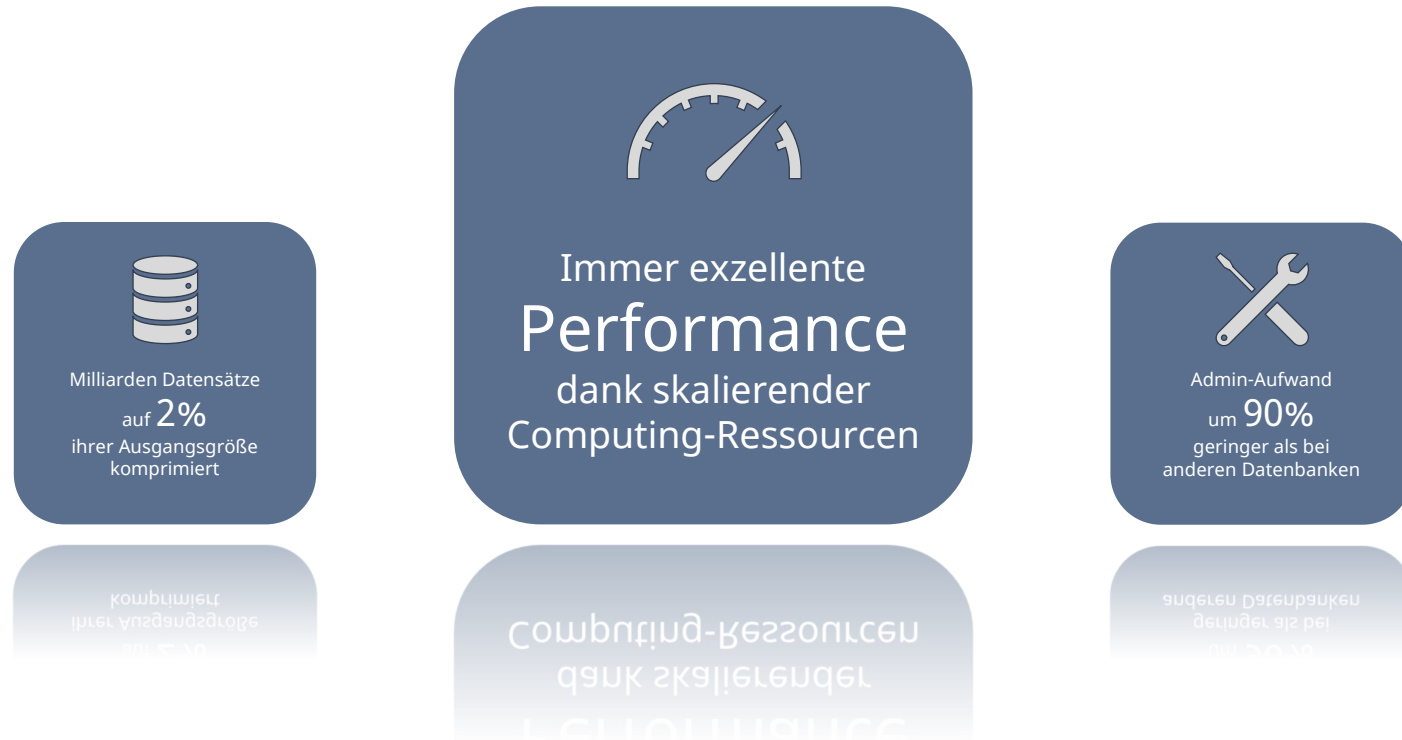 Milliarden Datensätze
auf 2%
ihrer Ausgangsgröße
komprimiert
Immer exzellente
Performance
dank skalierender
Computing-Ressourcen
Admin-Aufwand
um 90%
geringer als bei
anderen Datenbanken